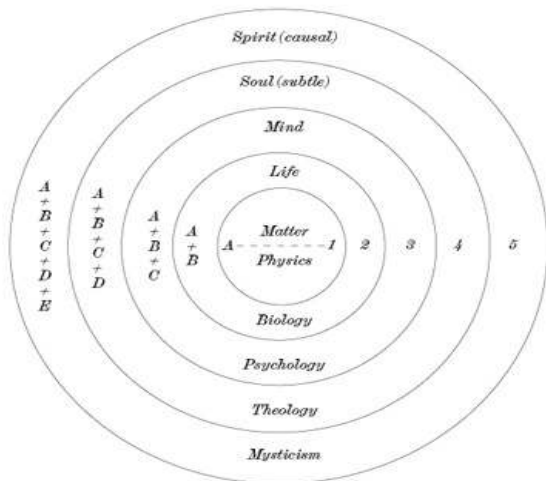 Spirit (causal)
Soul (subtle)
Mind
Life
Matter
A 1 2 3 4 5
Physics
A
+
B
A
+
B
+
C
A
+
B
+
C
+
D
A
+
B
+
C
+
D
+
E
Biology
Psychology
Theology
Mysticism